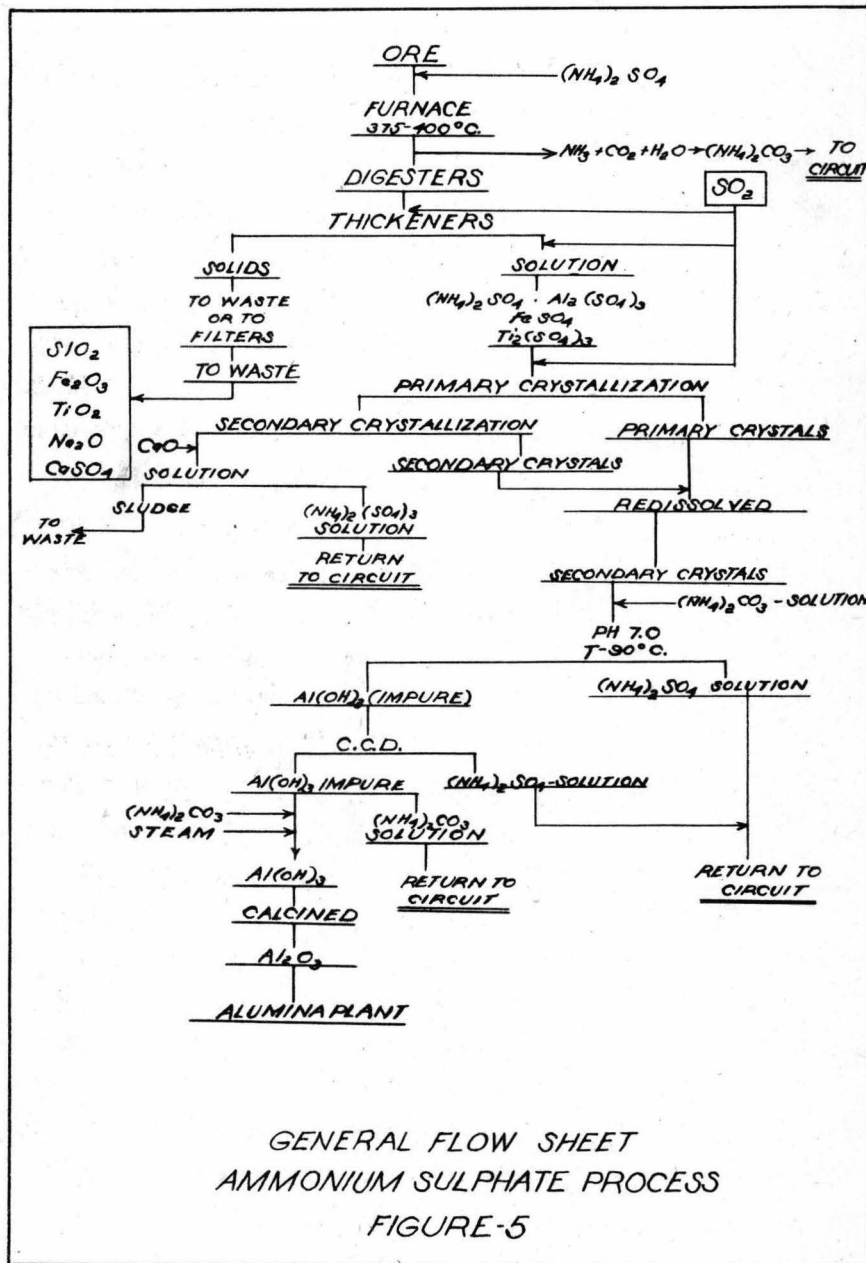 ORE
(NH4)2 SO4
FURNACE
375-400°C.
NH3 + CO2 + H2O → (NH4)2CO3 → TO
CIRCUIT
DIGESTERS
SO2
THICKENERS
SOLIDS
SOLUTION
TO WASTE
OR TO
FILTERS
TO WASTE
(NH4)2 SO4 · Al2 (SO4)3
Fe SO4
Ti2(SO4)3
SIO2
Fe2O3
TiO2
Na2O
CaSO4
PRIMARY CRYSTALLIZATION
SECONDARY CRYSTALLIZATION
PRIMARY CRYSTALS
CaO
SOLUTION
SECONDARY CRYSTALS
SLUDGE
TO
WASTE
(NH4)2 (SO4)3
SOLUTION
RETURN
TO CIRCUIT
REDISSOLVED
SECONDARY CRYSTALS
(NH4)2 CO3 - SOLUTION
PH 7.0
T-90°C.
Al(OH)3 (IMPURE)
(NH4)2 SO4 SOLUTION
C.C.D.
Al(OH)3 IMPURE
(NH4)2 SO4-SOLUTION
(NH4)2 CO3
STEAM
(NH4)2CO3
SOLUTION
Al(OH)3
RETURN TO
CIRCUIT
RETURN TO
CIRCUIT
CALCINED
Al2O3
ALUMINA PLANT
GENERAL FLOW SHEET
AMMONIUM SULPHATE PROCESS
FIGURE-5